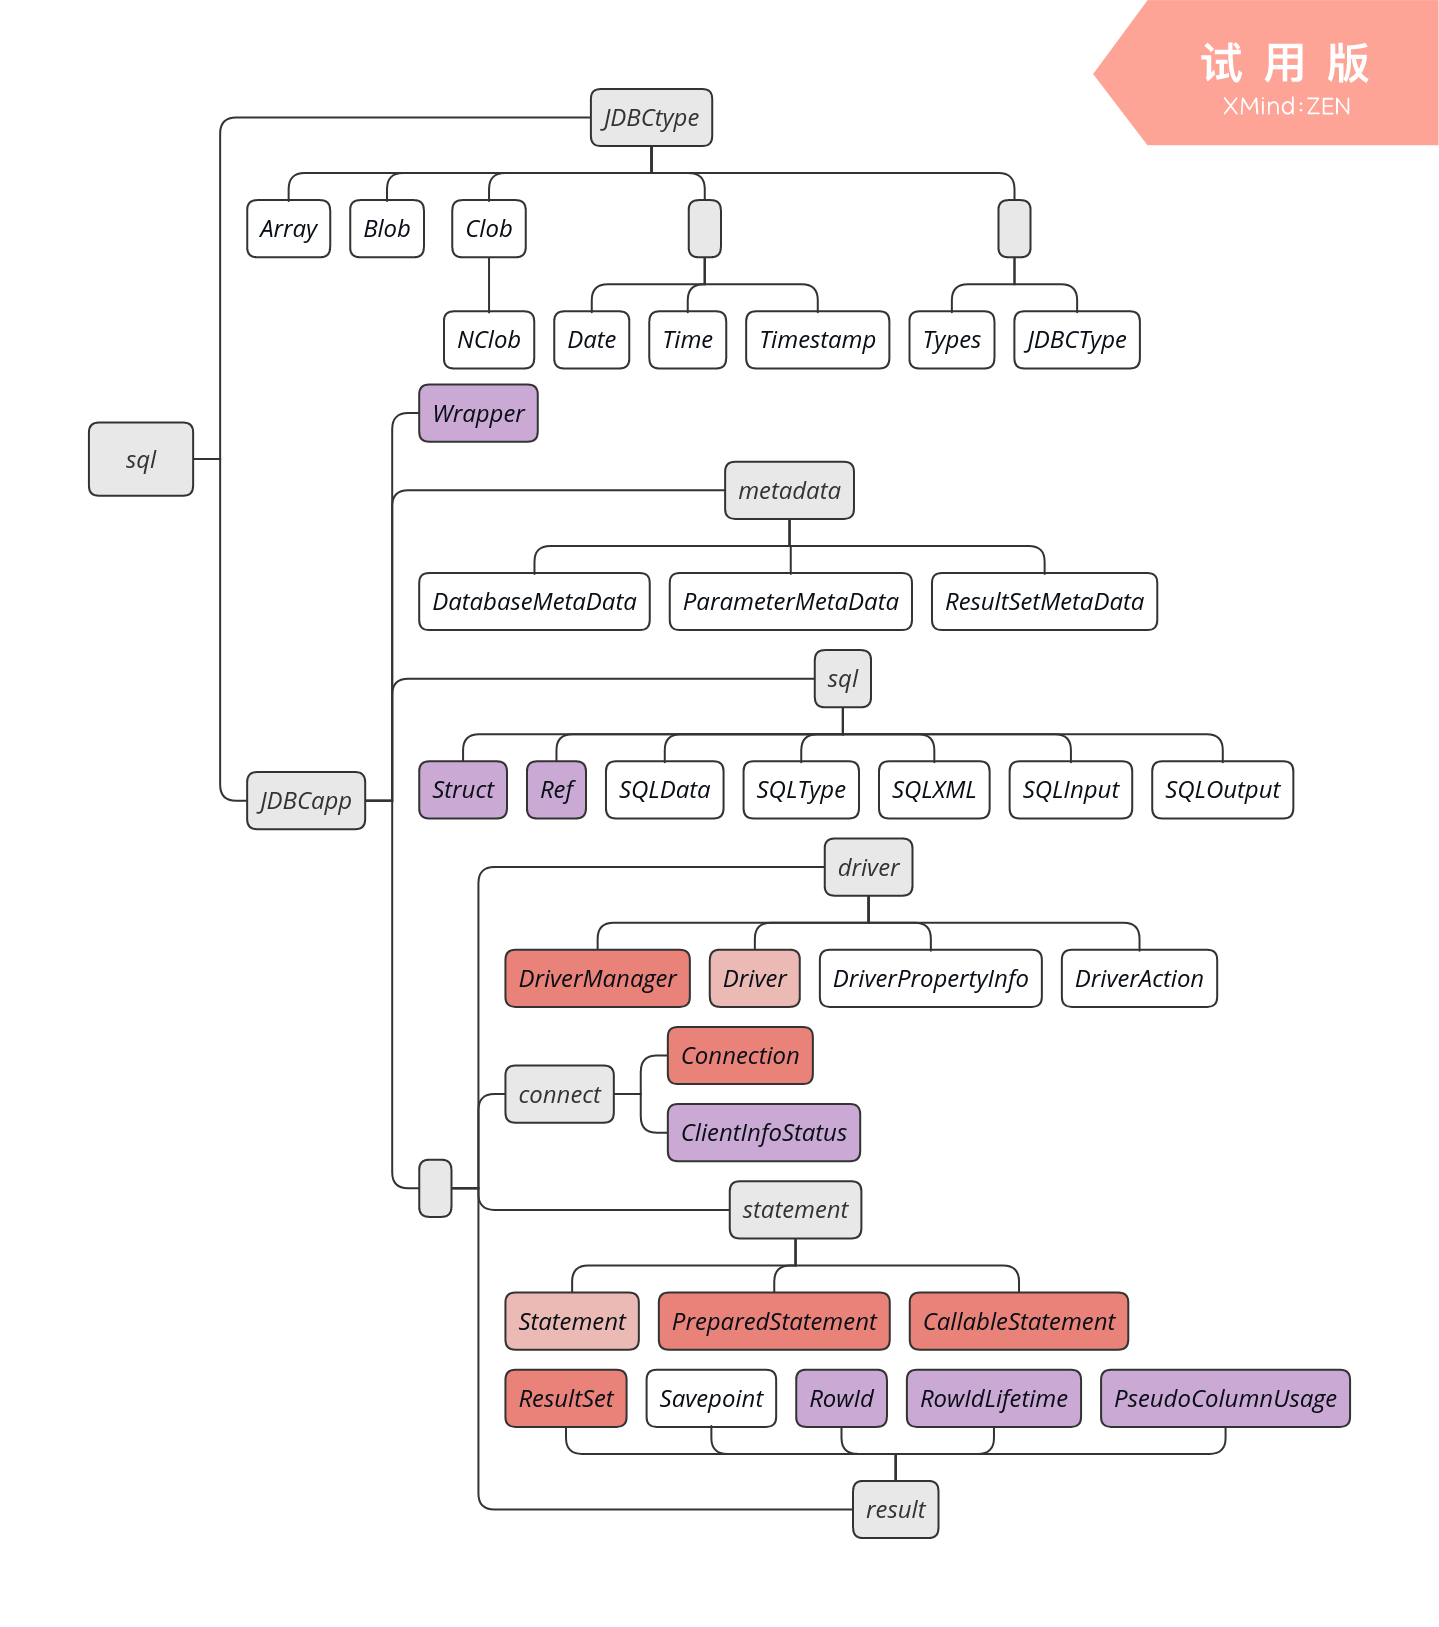 试用版
XMind:ZEN
JDBCtype
Array Blob Clob
NClob Date Time Timestamp Types JDBCType
Wrapper
sql
metadata
DatabaseMetaData ParameterMetaData ResultSetMetaData
sql
Struct Ref SQLData SQLType SQLXML SQLInput SQLOutput
JDBCapp
driver
DriverManager Driver DriverPropertyInfo DriverAction
Connection
connect
ClientInfoStatus
statement
Statement PreparedStatement CallableStatement
ResultSet Savepoint RowId RowIdLifetime PseudoColumnUsage
result